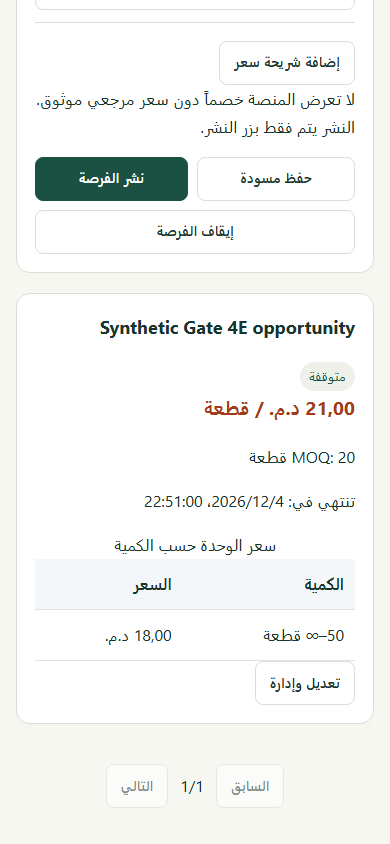 إضافة شريحة سعر
لا تعرض المنصة خصماً دون سعر مرجعي موثوق.
النشر يتم فقط بزر النشر.
حفظ مسودة
نشر الفرصة
إيقاف الفرصة
Synthetic Gate 4E opportunity
متوقفة
21,00 د.م. / قطعة
MOQ: 20 قطعة
تنتهي في: 2026/12/4، 22:51:00
سعر الوحدة حسب الكمية
الكمية السعر
50–∞ قطعة 18,00 د.م.
تعديل وإدارة
السابق 1/1 التالي